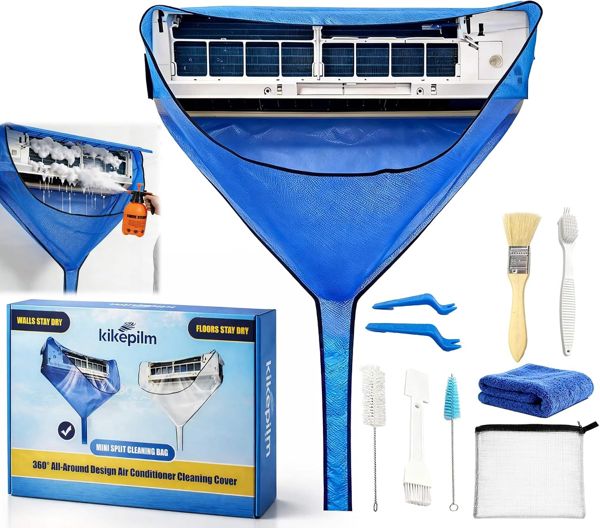 WALLS STAY DRY
kikepilm
FLOORS STAY DRY
MINI SPLIT CLEANING BAG
360° All-Around Design Air Conditioner Cleaning Cover
kikepilm